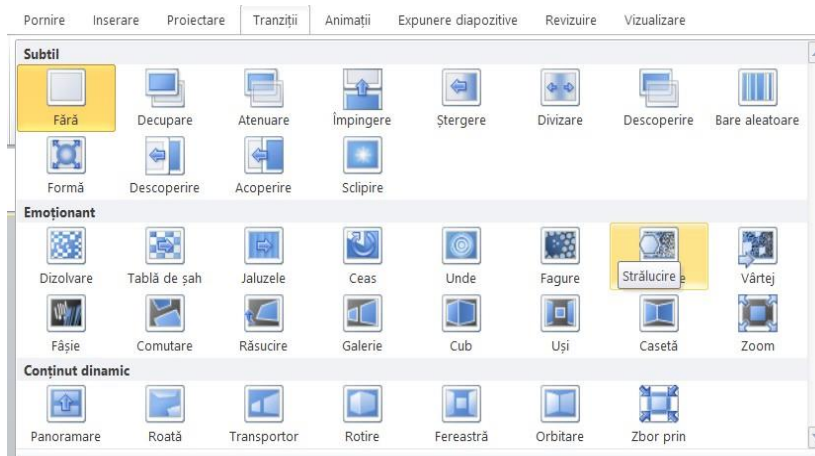 Pornire Inserare Proiectare Tranziții Animații Expunere diapozitive Revizuire Vizualizare
Subtil
Fără Decupare Atenuare Împingere Ștergere Divizare Descoperire Bare aleatoare
Formă Descoperire Acoperire Sclipire
Emoționant
Dizolvare Tablă de șah Jaluzele Ceas Unde Fagure Strălucire e Vârtej
Fâșie Comutare Răsucire Galerie Cub Uși Casetă Zoom
Conținut dinamic
Panoramare Roată Transportor Rotire Fereastră Orbitare Zbor prin